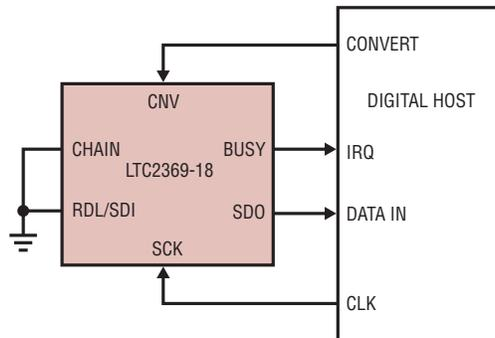 CONVERT
CNV
DIGITAL HOST
CHAIN
BUSY
IRQ
LTC2369-18
RDL/SDI
SDO
DATA IN
SCK
CLK